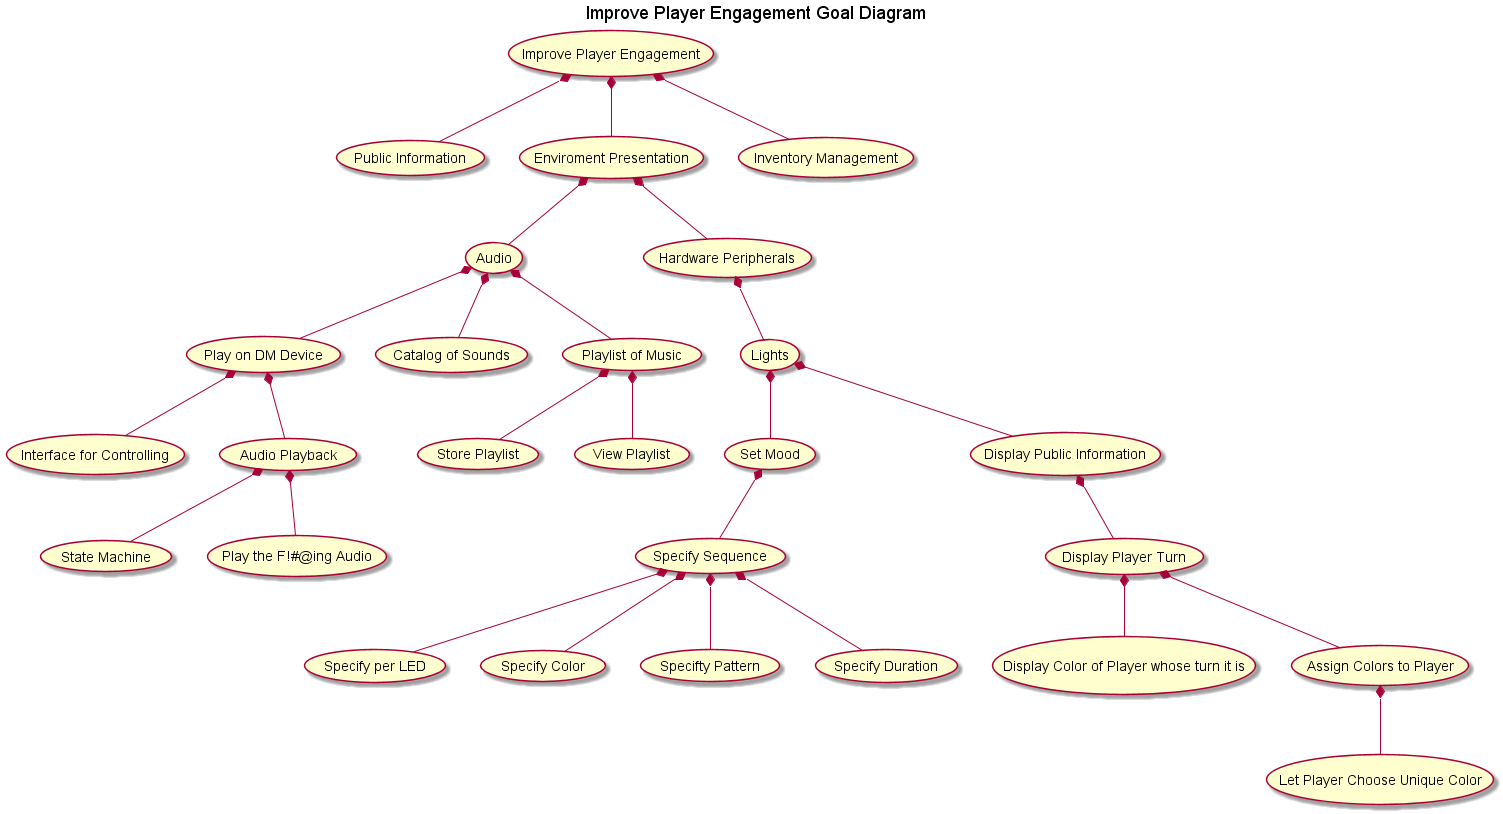 Improve Player Engagement Goal Diagram
Improve Player Engagement
Public Information
Enviroment Presentation
Inventory Management
Audio
Hardware Peripherals
Play on DM Device
Catalog of Sounds
Playlist of Music
Lights
Interface for Controlling
Audio Playback
Store Playlist
View Playlist
Set Mood
Display Public Information
State Machine
Play the F!#@ing Audio
Specify Sequence
Display Player Turn
Specify per LED
Specify Color
Specifty Pattern
Specify Duration
Display Color of Player whose turn it is
Assign Colors to Player
Let Player Choose Unique Color